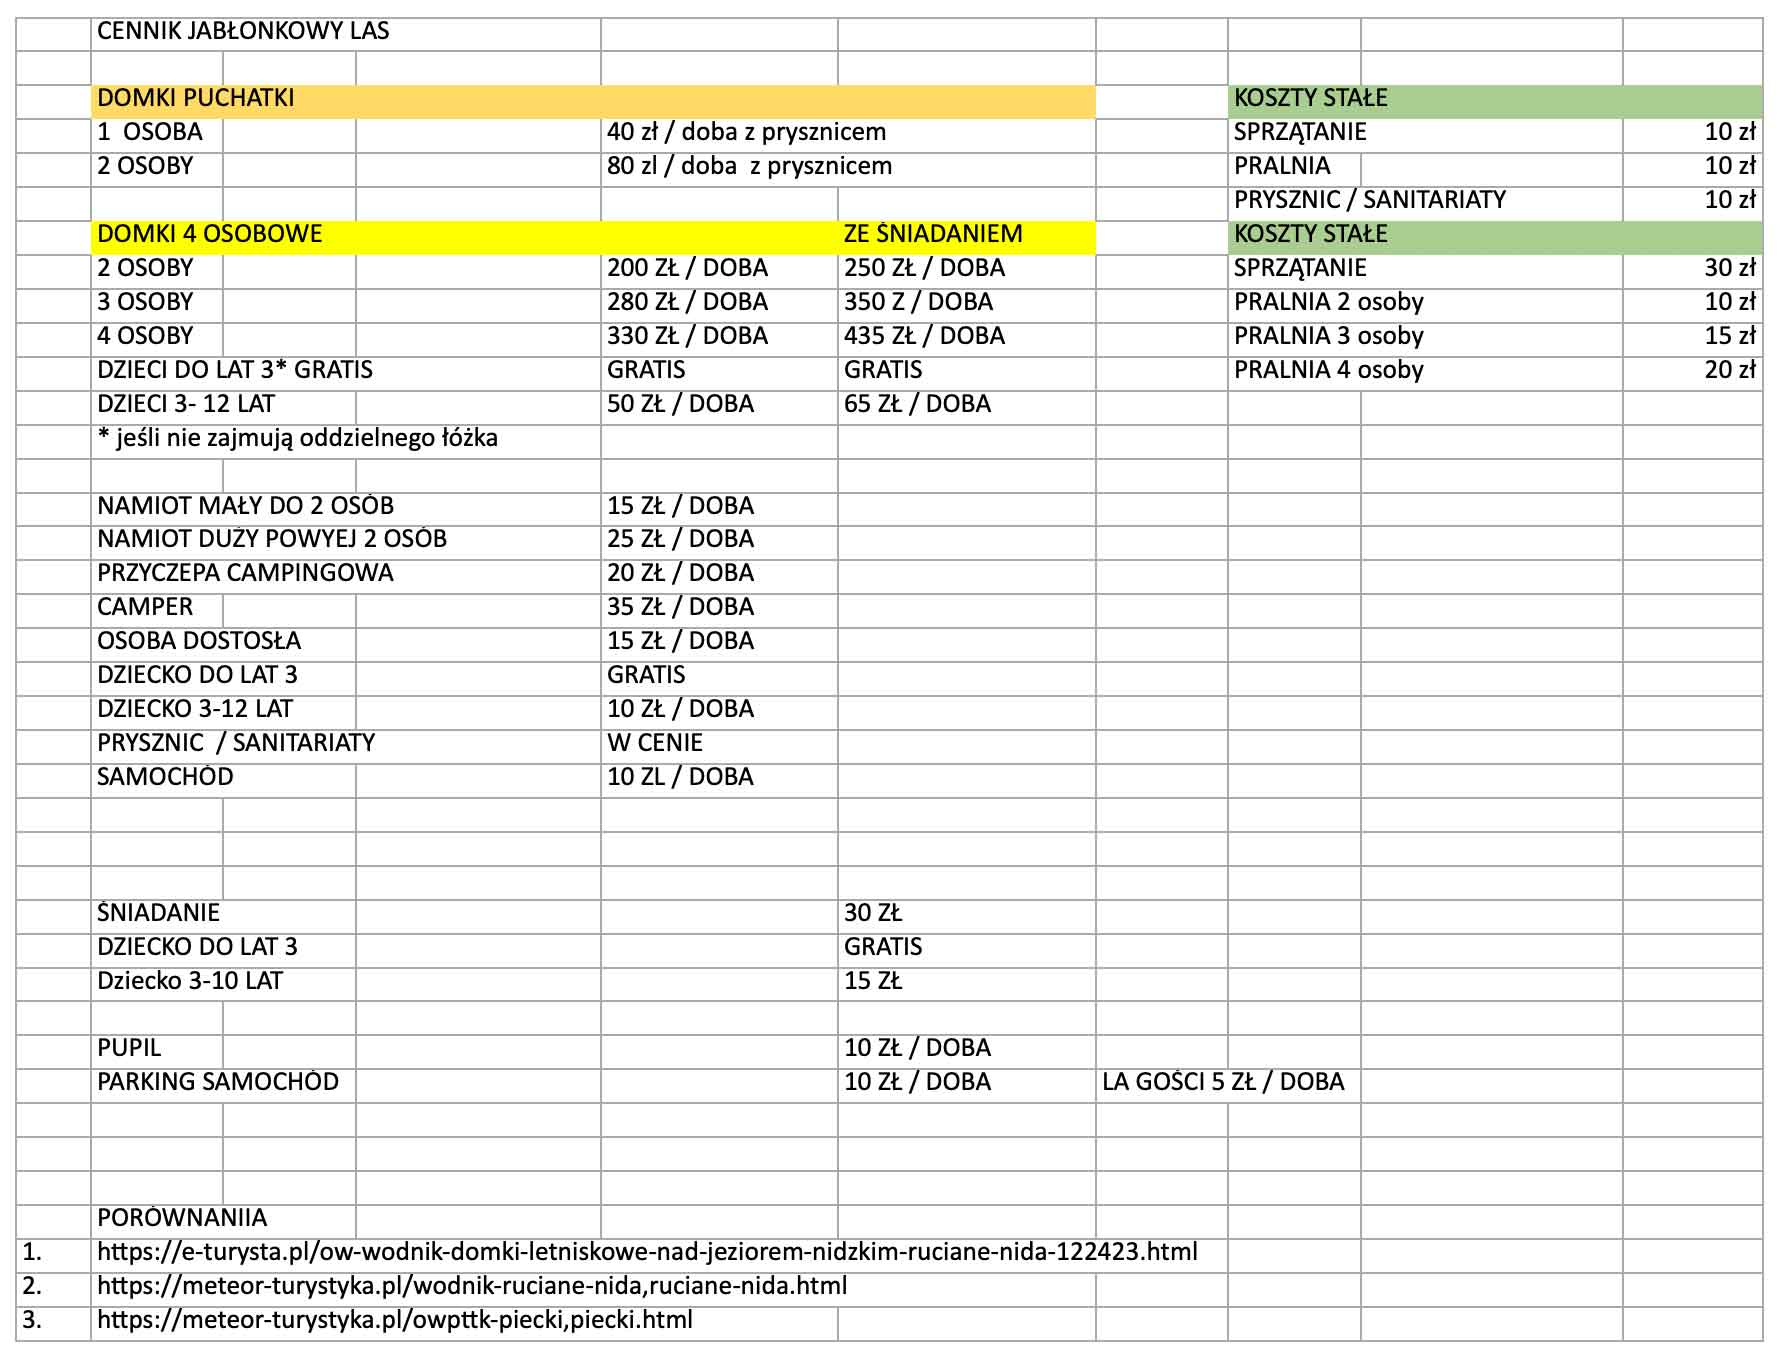 CENNIK JABŁONKOWY LAS
DOMKI PUCHATKI KOSZTY STAŁE
1 OSOBA 40 zł / doba z prysznicem SPRZĄTANIE 10 zł
2 OSOBY 80 zl / doba z prysznicem PRALNIA 10 zł
PRYSZNIC / SANITARIATY 10 zł
DOMKI 4 OSOBOWE ZE ŚNIADANIEM KOSZTY STAŁE
2 OSOBY 200 ZŁ / DOBA 250 ZŁ / DOBA SPRZĄTANIE 30 zł
3 OSOBY 280 ZŁ / DOBA 350 Z / DOBA PRALNIA 2 osoby 10 zł
4 OSOBY 330 ZŁ / DOBA 435 ZŁ / DOBA PRALNIA 3 osoby 15 zł
DZIECI DO LAT 3* GRATIS GRATIS GRATIS PRALNIA 4 osoby 20 zł
DZIECI 3- 12 LAT 50 ZŁ / DOBA 65 ZŁ / DOBA
* jeśli nie zajmują oddzielnego łóżka
NAMIOT MAŁY DO 2 OSÓB 15 ZŁ / DOBA
NAMIOT DUŻY POWYEJ 2 OSÓB 25 ZŁ / DOBA
PRZYCZEPA CAMPINGOWA 20 ZŁ / DOBA
CAMPER 35 ZŁ / DOBA
OSOBA DOSTOSŁA 15 ZŁ / DOBA
DZIECKO DO LAT 3 GRATIS
DZIECKO 3-12 LAT 10 ZŁ / DOBA
PRYSZNIC / SANITARIATY W CENIE
SAMOCHÓD 10 ZL / DOBA
ŚNIADANIE 30 ZŁ
DZIECKO DO LAT 3 GRATIS
Dziecko 3-10 LAT 15 ZŁ
PUPIL 10 ZŁ / DOBA
PARKING SAMOCHÓD 10 ZŁ / DOBA LA GOŚCI 5 ZŁ / DOBA
PORÓWNANIIA
1. https://e-turysta.pl/ow-wodnik-domki-letniskowe-nad-jeziorem-nidzkim-ruciane-nida-122423.html
2. https://meteor-turystyka.pl/wodnik-ruciane-nida,ruciane-nida.html
3. https://meteor-turystyka.pl/owpttk-piecki,piecki.html